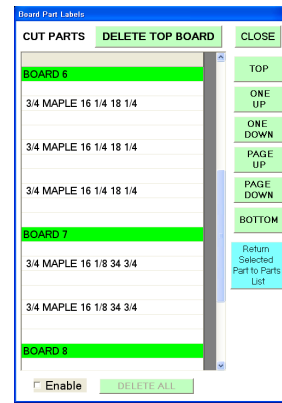 Board Part Labels
CUT PARTS DELETE TOP BOARD CLOSE
BOARD 6
3/4 MAPLE 16 1/4 18 1/4
3/4 MAPLE 16 1/4 18 1/4
3/4 MAPLE 16 1/4 18 1/4
BOARD 7
3/4 MAPLE 16 1/8 34 3/4
3/4 MAPLE 16 1/8 34 3/4
BOARD 8
TOP
ONE
UP
ONE
DOWN
PAGE
UP
PAGE
DOWN
BOTTOM
Return
Selected
Part to Parts
List
Enable DELETE ALL